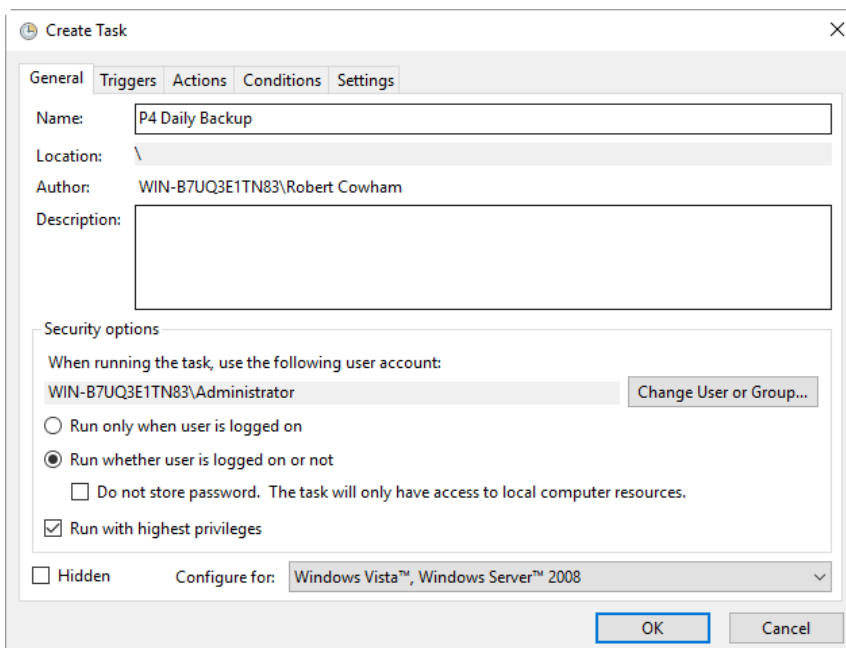 Create Task
General Triggers Actions Conditions Settings
Name: P4 Daily Backup
Location: \
Author: WIN-B7UQ3E1TN83\Robert Cowham
Description:
Security options
When running the task, use the following user account:
WIN-B7UQ3E1TN83\Administrator Change User or Group...
Run only when user is logged on
Run whether user is logged on or not
Do not store password. The task will only have access to local computer resources.
Run with highest privileges
Hidden Configure for: Windows Vista™, Windows Server™ 2008
OK Cancel